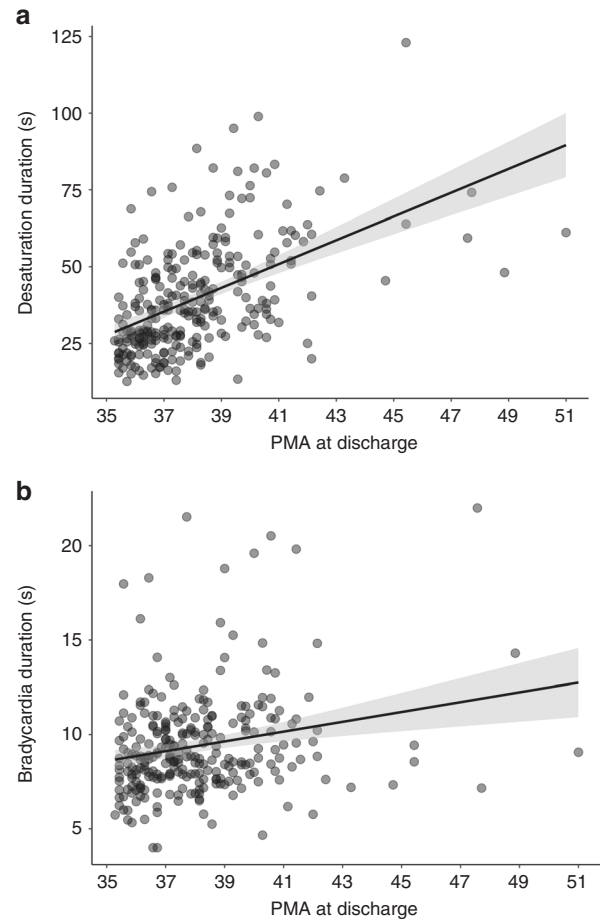 a
125
100
75
50
25
Desaturation duration (s)
35 37 39 41 43 45 47 49 51
PMA at discharge
b
20
15
10
5
Bradycardia duration (s)
35 37 39 41 43 45 47 49 51
PMA at discharge